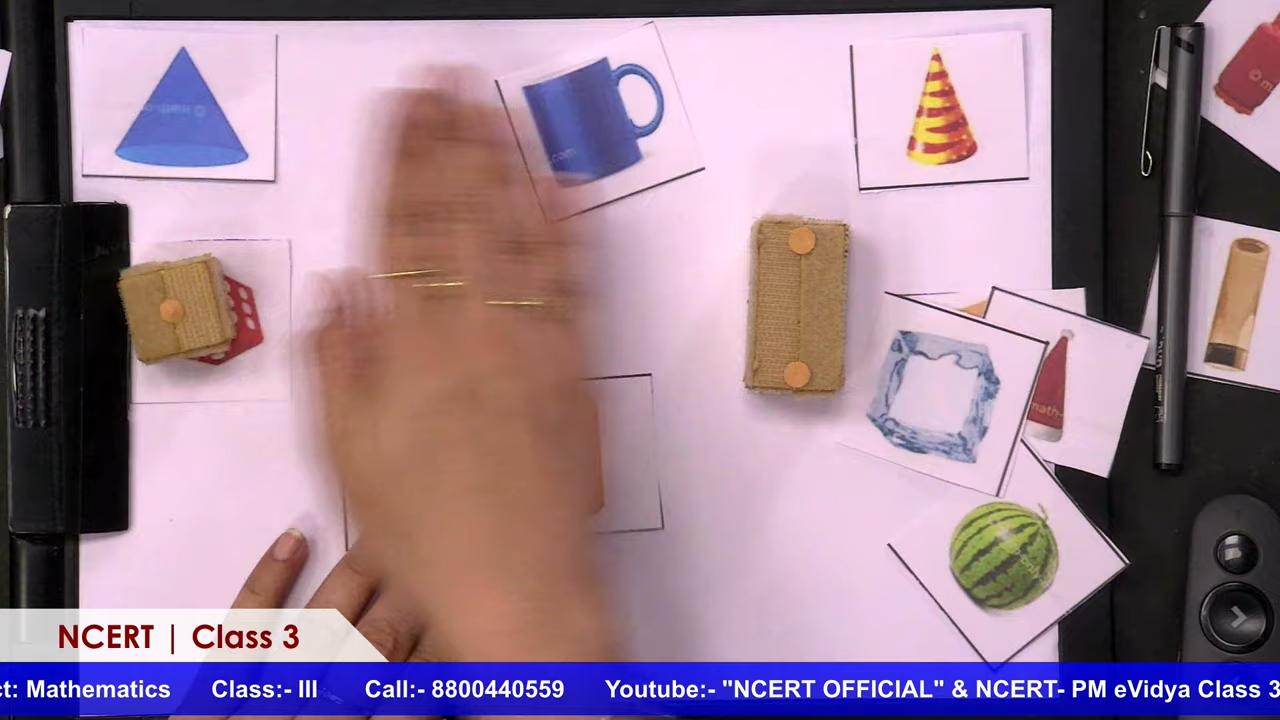 NCERT | Class 3
ct: Mathematics Class:- III Call:- 8800440559 Youtube:- "NCERT OFFICIAL" & NCERT- PM eVidya Class 3